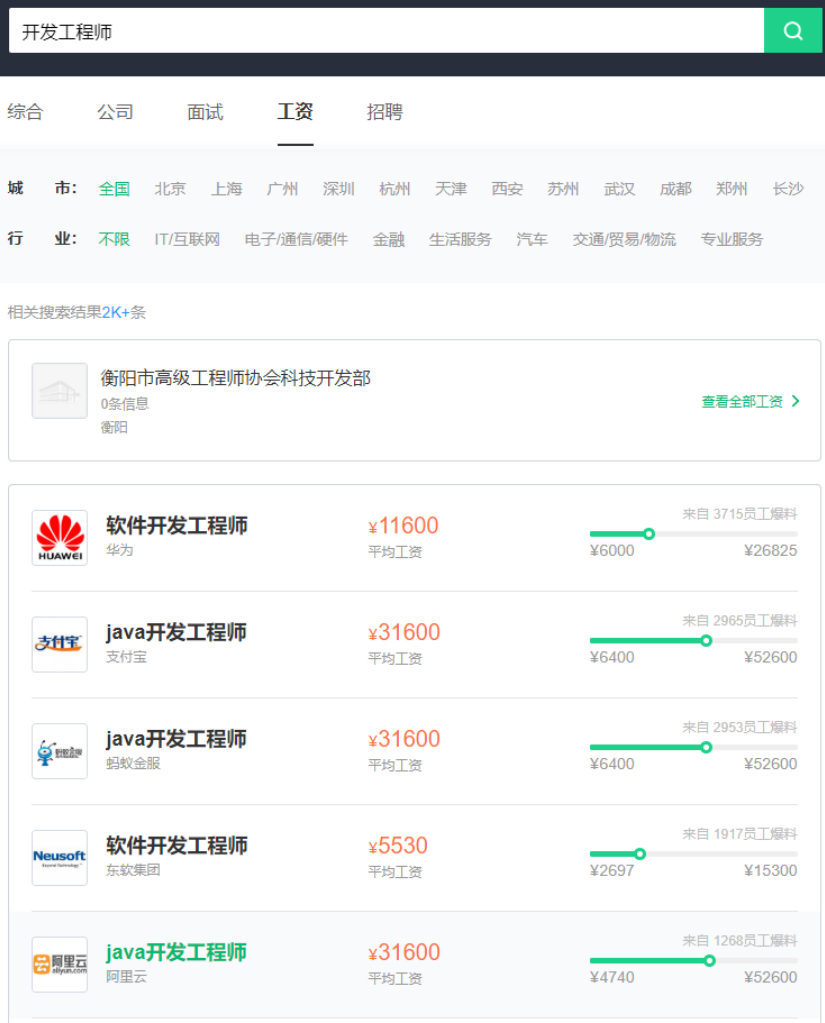 开发工程师
综合 公司 面试 工资 招聘
城 市： 全国 北京 上海 广州 深圳 杭州 天津 西安 苏州 武汉 成都 郑州 长沙
行 业： 不限 IT/互联网 电子/通信/硬件 金融 生活服务 汽车 交通/贸易/物流 专业服务
相关搜索结果2K+条
衡阳市高级工程师协会科技开发部
0条信息
衡阳
查看全部工资
HUAWEI
软件开发工程师
华为
¥11600
平均工资
来自 3715员工爆料
¥6000 ¥26825
支付宝
java开发工程师
支付宝
¥31600
平均工资
来自 2965员工爆料
¥6400 ¥52600
蚂蚁金服
java开发工程师
蚂蚁金服
¥31600
平均工资
来自 2953员工爆料
¥6400 ¥52600
Neusoft
Beyond Technology
软件开发工程师
东软集团
¥5530
平均工资
来自 1917员工爆料
¥2697 ¥15300
阿里云
aliyun.com
java开发工程师
阿里云
¥31600
平均工资
来自 1268员工爆料
¥4740 ¥52600